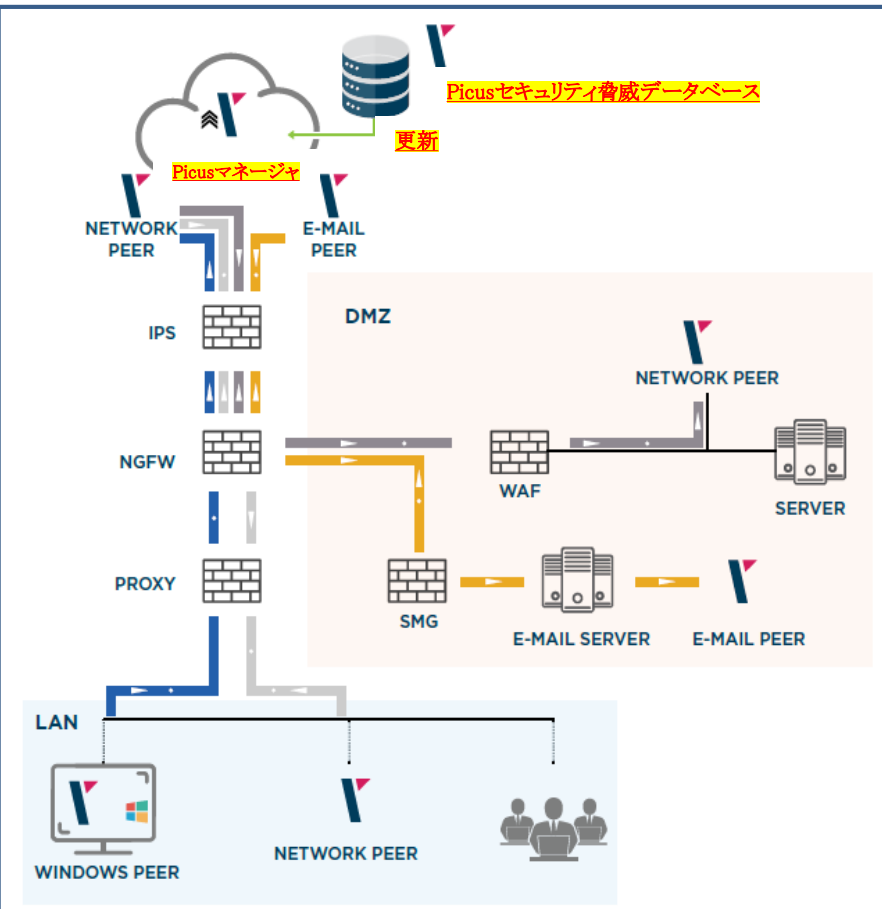 Picusセキュリティ脅威データベース
更新
Picusマネージャ
NETWORK
PEER
E-MAIL
PEER
IPS
DMZ
NETWORK PEER
NGFW
WAF
SERVER
PROXY
SMG
E-MAIL SERVER
E-MAIL PEER
LAN
WINDOWS PEER
NETWORK PEER